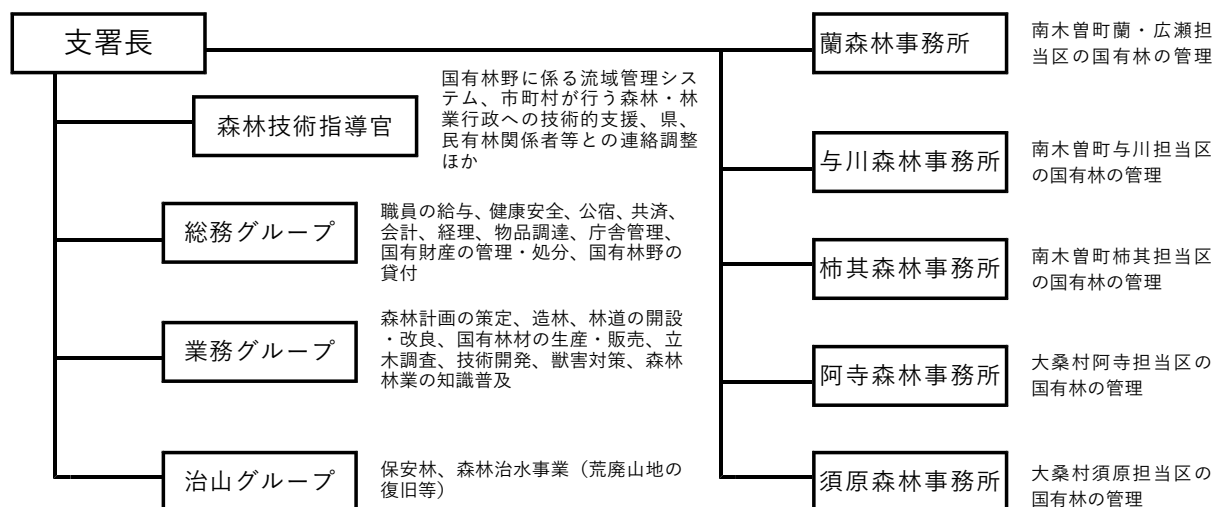 支署長
森林技術指導官
国有林野に係る流域管理シス
テム、市町村が行う森林・林
業行政への技術的支援、県、
民有林関係者等との連絡調整
ほか
総務グループ
職員の給与、健康安全、公宿、共済、
会計、経理、物品調達、庁舎管理、
国有財産の管理・処分、国有林野の
貸付
業務グループ
森林計画の策定、造林、林道の開設
・改良、国有林材の生産・販売、立
木調査、技術開発、獣害対策、森林
林業の知識普及
治山グループ
保安林、森林治水事業（荒廃山地の
復旧等）
蘭森林事務所
南木曽町蘭・広瀬担
当区の国有林の管理
与川森林事務所
南木曽町与川担当区
の国有林の管理
柿其森林事務所
南木曽町柿其担当区
の国有林の管理
阿寺森林事務所
大桑村阿寺担当区の
国有林の管理
須原森林事務所
大桑村須原担当区の
国有林の管理